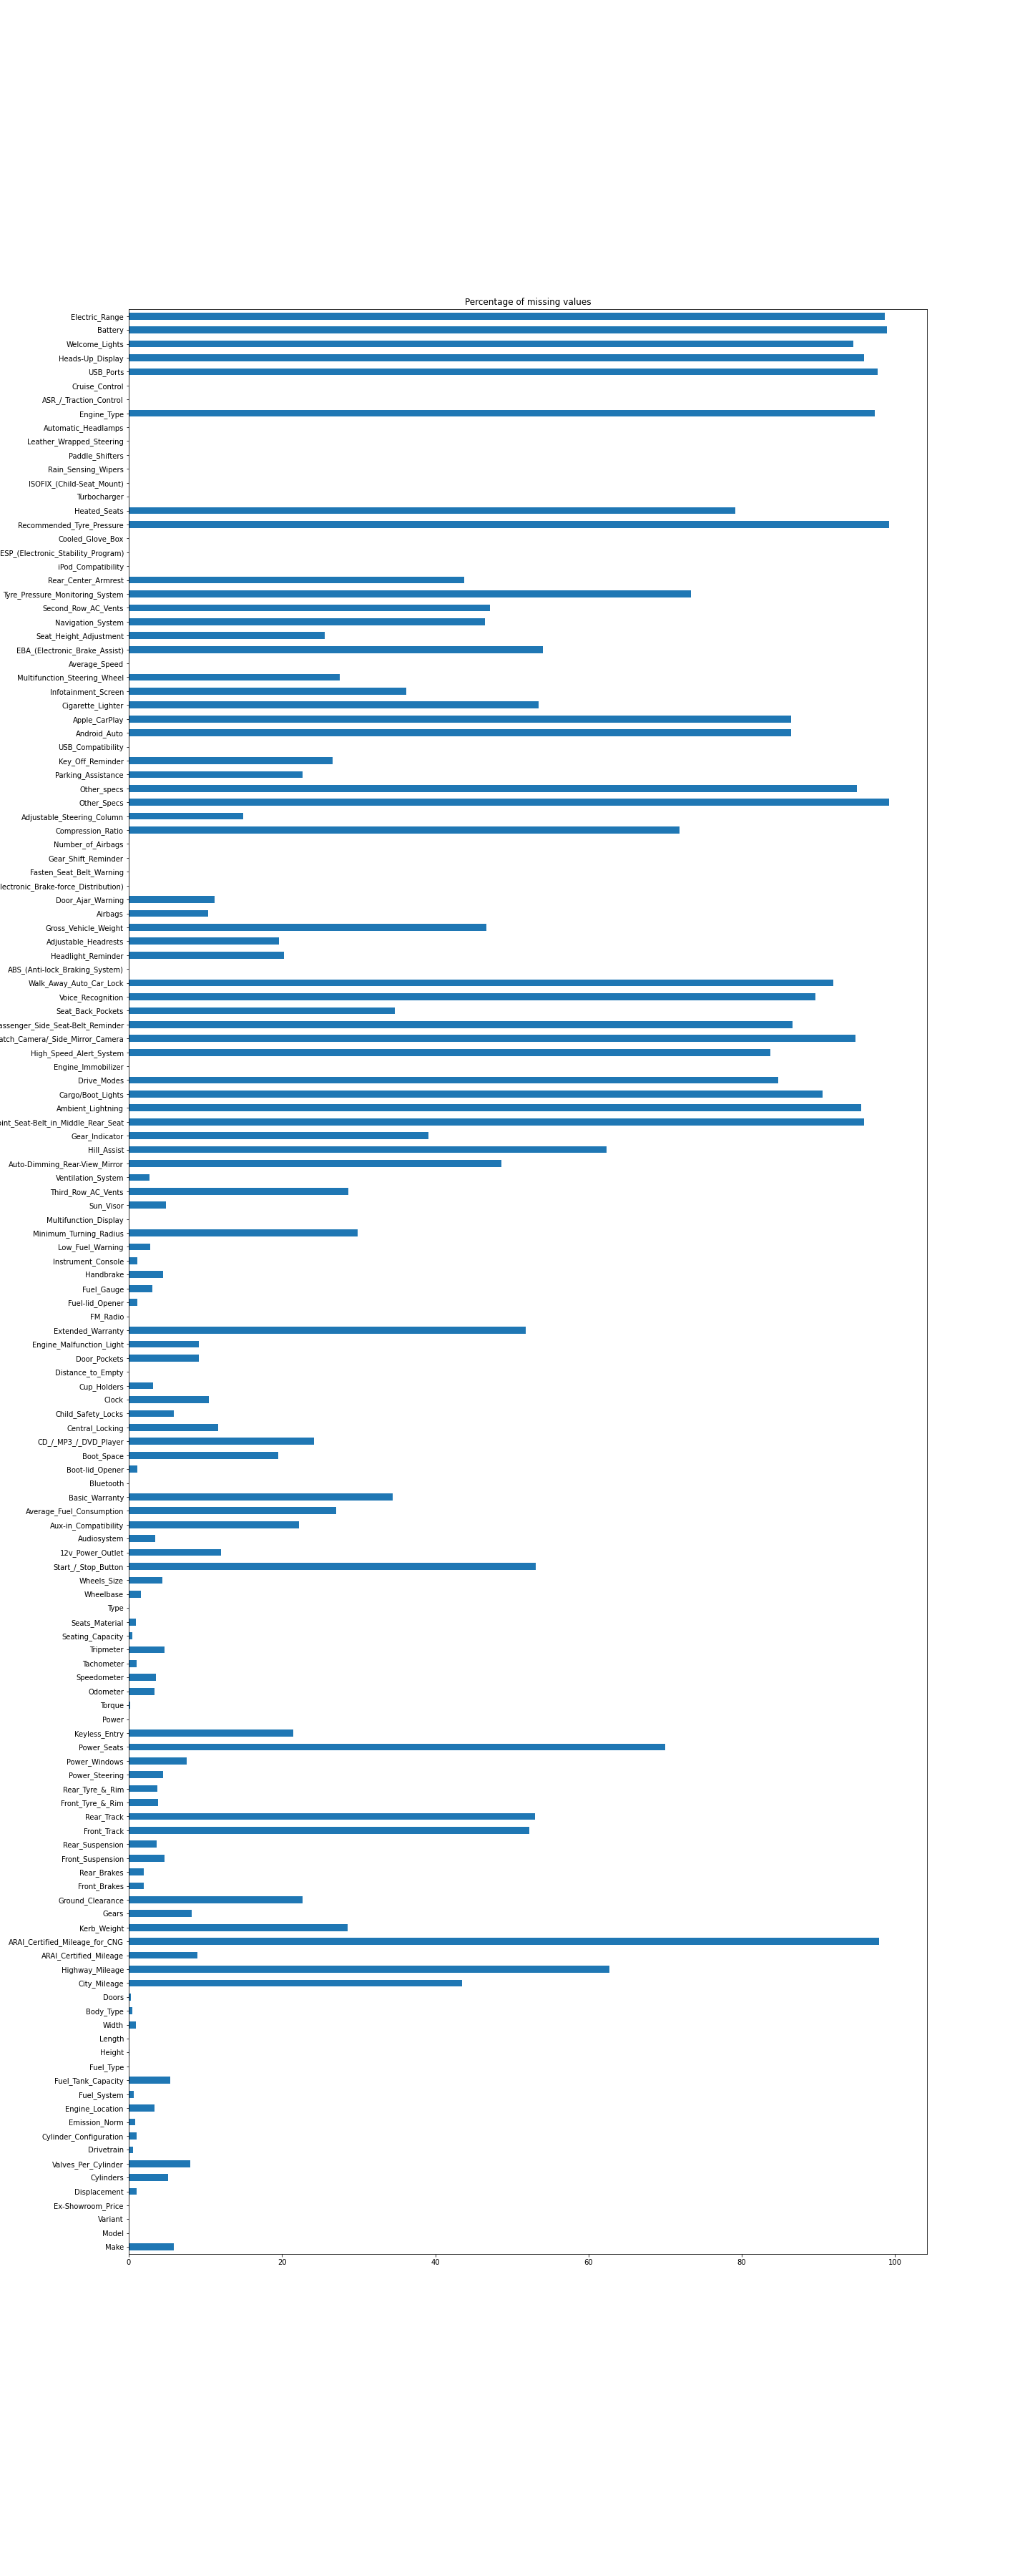 Percentage of missing values
Electric_Range
Battery
Welcome_Lights
Heads-Up_Display
USB_Ports
Cruise_Control
ASR_/_Traction_Control
Engine_Type
Automatic_Headlamps
Leather_Wrapped_Steering
Paddle_Shifters
Rain_Sensing_Wipers
ISOFIX_(Child-Seat_Mount)
Turbocharger
Heated_Seats
Recommended_Tyre_Pressure
Cooled_Glove_Box
ESP_(Electronic_Stability_Program)
iPod_Compatibility
Rear_Center_Armrest
Tyre_Pressure_Monitoring_System
Second_Row_AC_Vents
Navigation_System
Seat_Height_Adjustment
EBA_(Electronic_Brake_Assist)
Average_Speed
Multifunction_Steering_Wheel
Infotainment_Screen
Cigarette_Lighter
Apple_CarPlay
Android_Auto
USB_Compatibility
Key_Off_Reminder
Parking_Assistance
Other_specs
Other_Specs
Adjustable_Steering_Column
Compression_Ratio
Number_of_Airbags
Gear_Shift_Reminder
Fasten_Seat_Belt_Warning
lectronic_Brake-force_Distribution)
Door_Ajar_Warning
Airbags
Gross_Vehicle_Weight
Adjustable_Headrests
Headlight_Reminder
ABS_(Anti-lock_Braking_System)
Walk_Away_Auto_Car_Lock
Voice_Recognition
Seat_Back_Pockets
assenger_Side_Seat-Belt_Reminder
atch_Camera/_Side_Mirror_Camera
High_Speed_Alert_System
Engine_Immobilizer
Drive_Modes
Cargo/Boot_Lights
Ambient_Lightning
oint_Seat-Belt_in_Middle_Rear_Seat
Gear_Indicator
Hill_Assist
Auto-Dimming_Rear-View_Mirror
Ventilation_System
Third_Row_AC_Vents
Sun_Visor
Multifunction_Display
Minimum_Turning_Radius
Low_Fuel_Warning
Instrument_Console
Handbrake
Fuel_Gauge
Fuel-lid_Opener
FM_Radio
Extended_Warranty
Engine_Malfunction_Light
Door_Pockets
Distance_to_Empty
Cup_Holders
Clock
Child_Safety_Locks
Central_Locking
CD_/_MP3_/_DVD_Player
Boot_Space
Boot-lid_Opener
Bluetooth
Basic_Warranty
Average_Fuel_Consumption
Aux-in_Compatibility
Audiosystem
12v_Power_Outlet
Start_/_Stop_Button
Wheels_Size
Wheelbase
Type
Seats_Material
Seating_Capacity
Tripmeter
Tachometer
Speedometer
Odometer
Torque
Power
Keyless_Entry
Power_Seats
Power_Windows
Power_Steering
Rear_Tyre_&_Rim
Front_Tyre_&_Rim
Rear_Track
Front_Track
Rear_Suspension
Front_Suspension
Rear_Brakes
Front_Brakes
Ground_Clearance
Gears
Kerb_Weight
ARAI_Certified_Mileage_for_CNG
ARAI_Certified_Mileage
Highway_Mileage
City_Mileage
Doors
Body_Type
Width
Length
Height
Fuel_Type
Fuel_Tank_Capacity
Fuel_System
Engine_Location
Emission_Norm
Cylinder_Configuration
Drivetrain
Valves_Per_Cylinder
Cylinders
Displacement
Ex-Showroom_Price
Variant
Model
Make
0 20 40 60 80 100